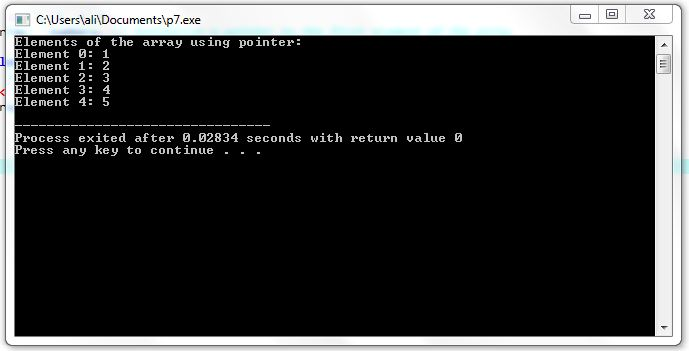 C:\Users\ali\Documents\p7.exe
Elements of the array using pointer:
Element 0: 1
Element 1: 2
Element 2: 3
Element 3: 4
Element 4: 5
--------------------------------
Process exited after 0.02834 seconds with return value 0
Press any key to continue . . .